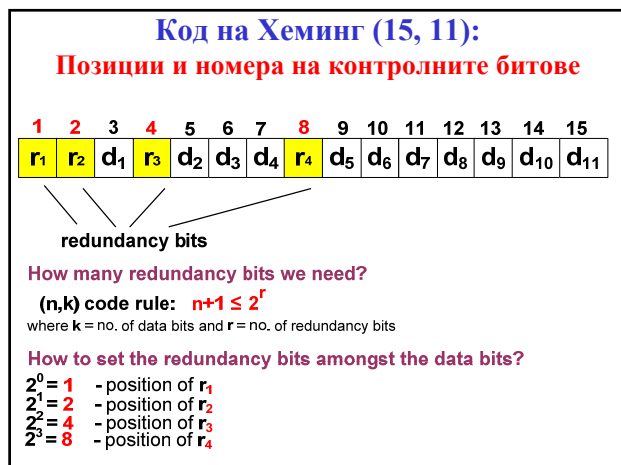 Код на Хеминг (15, 11):
Позиции и номера на контролните битове
1 2 3 4 5 6 7 8 9 10 11 12 13 14 15
r₁ r₂ d₁ r₃ d₂ d₃ d₄ r₄ d₅ d₆ d₇ d₈ d₉ d₁₀ d₁₁
redundancy bits
How many redundancy bits we need?
(n,k) code rule: n+1 ≤ 2ʳ
where k = no. of data bits and r = no. of redundancy bits
How to set the redundancy bits amongst the data bits?
2⁰ = 1 - position of r₁
2¹ = 2 - position of r₂
2² = 4 - position of r₃
2³ = 8 - position of r₄